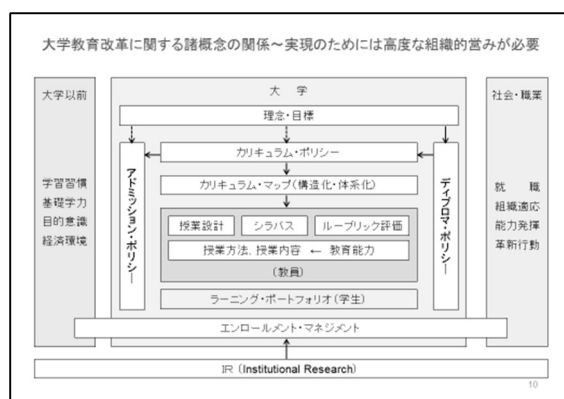 大学教育改革に関する諸概念の関係～実現のためには高度な組織的営みが必要
大学以前
学習習慣
基礎学力
目的意識
経済環境
大 学
理念・目標
アドミッション・ポリシー
カリキュラム・ポリシー
カリキュラム・マップ（構造化・体系化）
授業設計
シラバス
ルーブリック評価
授業方法，授業内容 ← 教育能力
（教員）
ラーニング・ポートフォリオ（学生）
ディプロマ・ポリシー
社会・職業
就 職
組織適応
能力発揮
革新行動
エンロールメント・マネジメント
IR（Institutional Research）
10